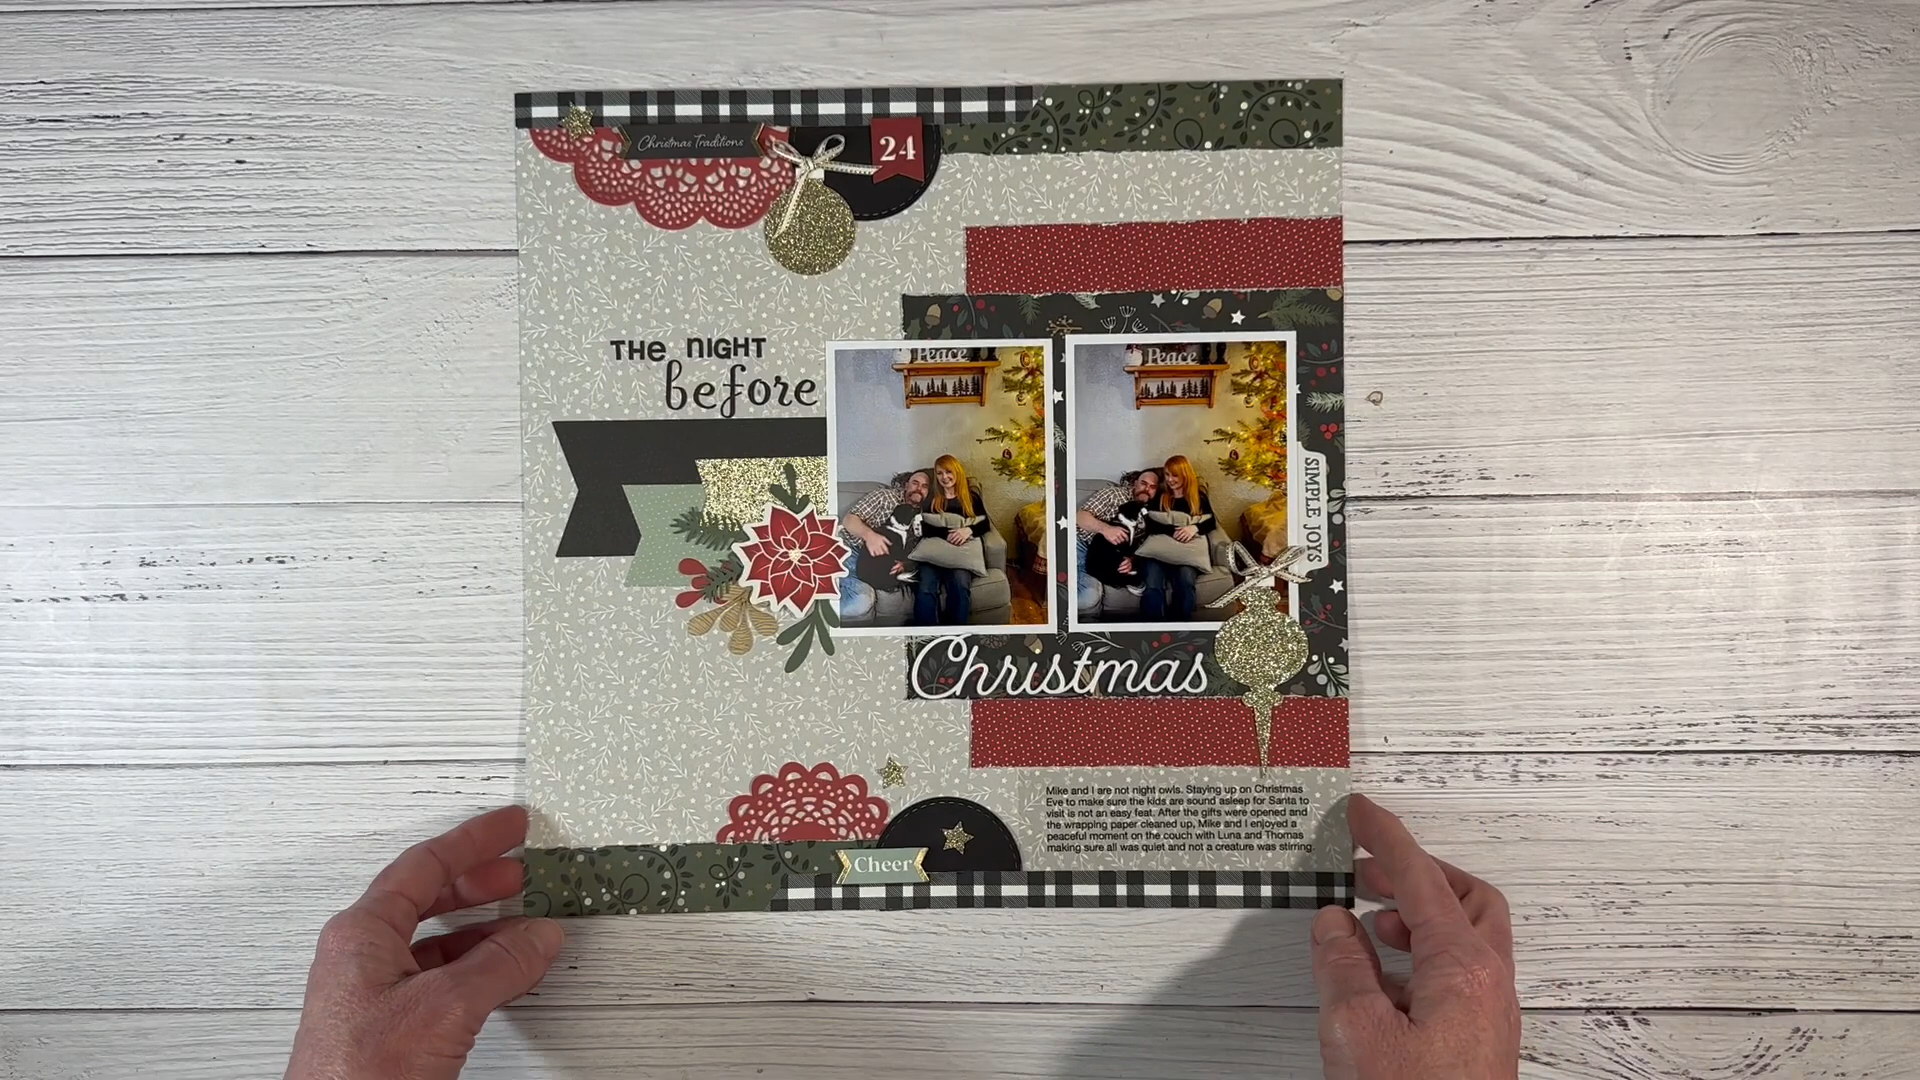 Christmas Traditions
24
THe NIGHT
before
Peace
Peace
SIMPLE JOYS
Christmas
Mike and I are not night owls. Staying up on Christmas
Eve to make sure the kids are sound asleep for Santa to
visit is not an easy feat. After the gifts were opened and
the wrapping paper cleaned up, Mike and I enjoyed a
peaceful moment on the couch with Luna and Thomas
making sure all was quiet and not a creature was stirring.
Cheer